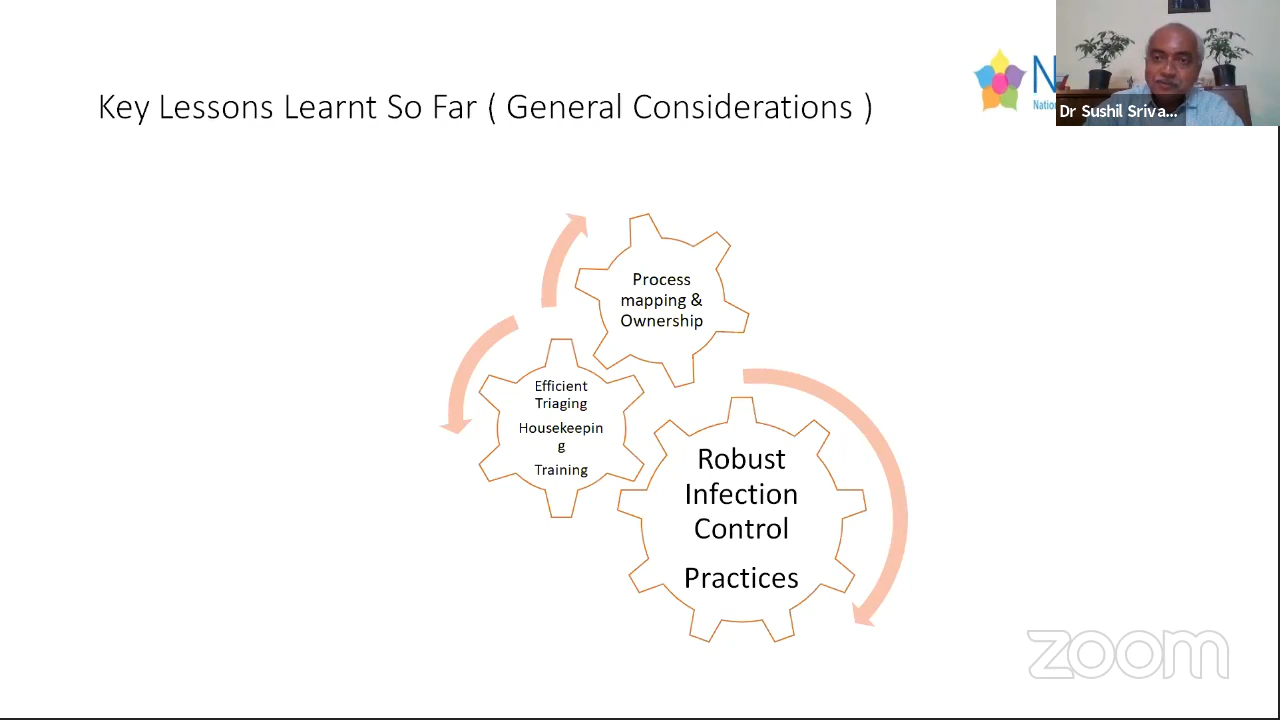 Key Lessons Learnt So Far ( General Considerations )
N
Nation
Dr Sushil Sriva...
Process
mapping &
Ownership
Efficient
Triaging
Housekeepin
g
Training
Robust
Infection
Control
Practices
zoom